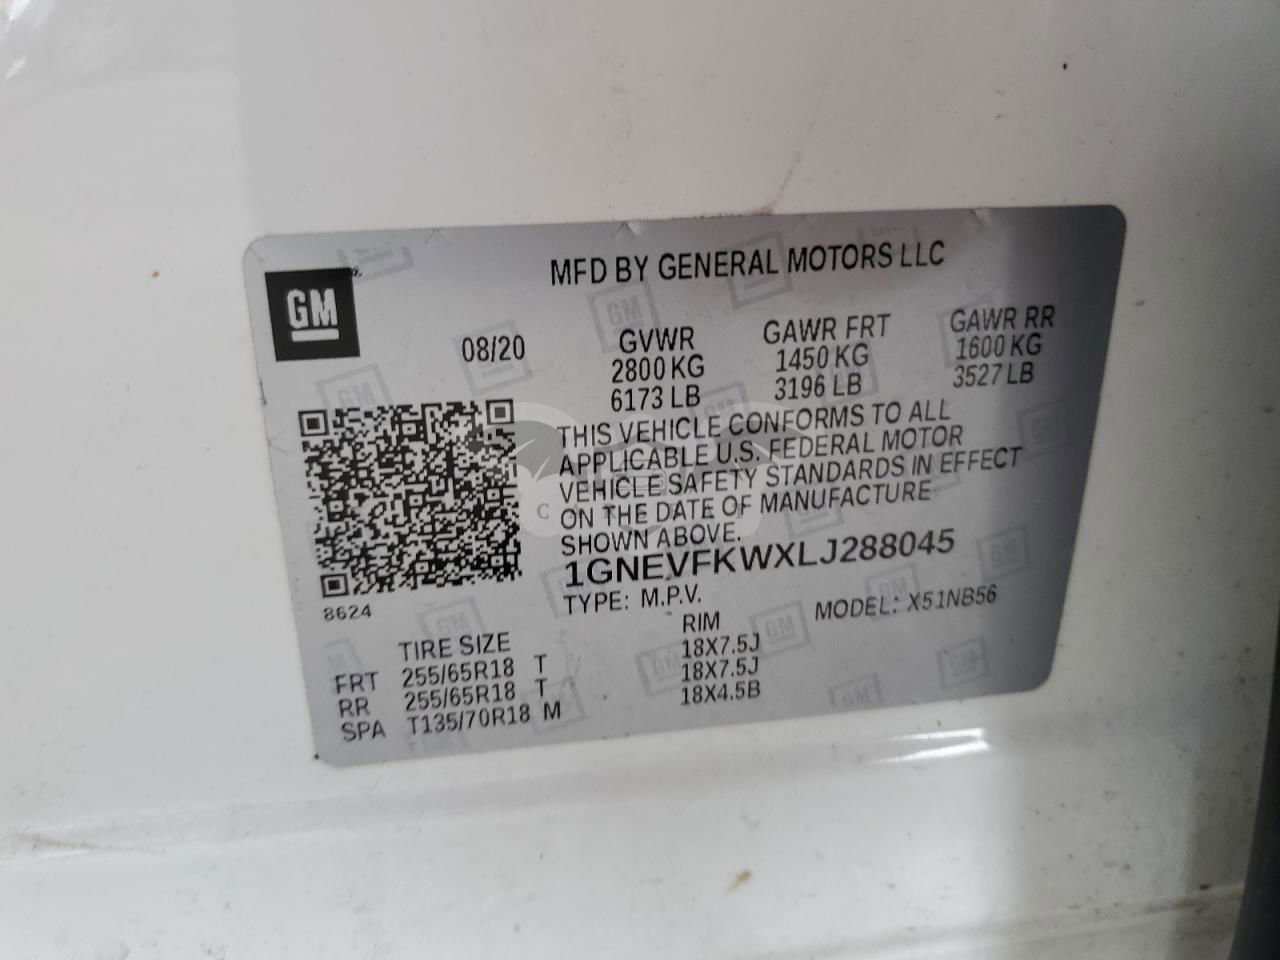 GM
MFD BY GENERAL MOTORS LLC
08/20
GVWR GAWR FRT GAWR RR
2800 KG 1450 KG 1600 KG
6173 LB 3196 LB 3527 LB
THIS VEHICLE CONFORMS TO ALL
APPLICABLE U.S. FEDERAL MOTOR
VEHICLE SAFETY STANDARDS IN EFFECT
ON THE DATE OF MANUFACTURE
SHOWN ABOVE.
1GNEVFKWXLJ288045
TYPE: M.P.V. MODEL: X51NB56
8624
TIRE SIZE RIM
FRT 255/65R18 T 18X7.5J
RR 255/65R18 T 18X7.5J
SPA T135/70R18 M 18X4.5B